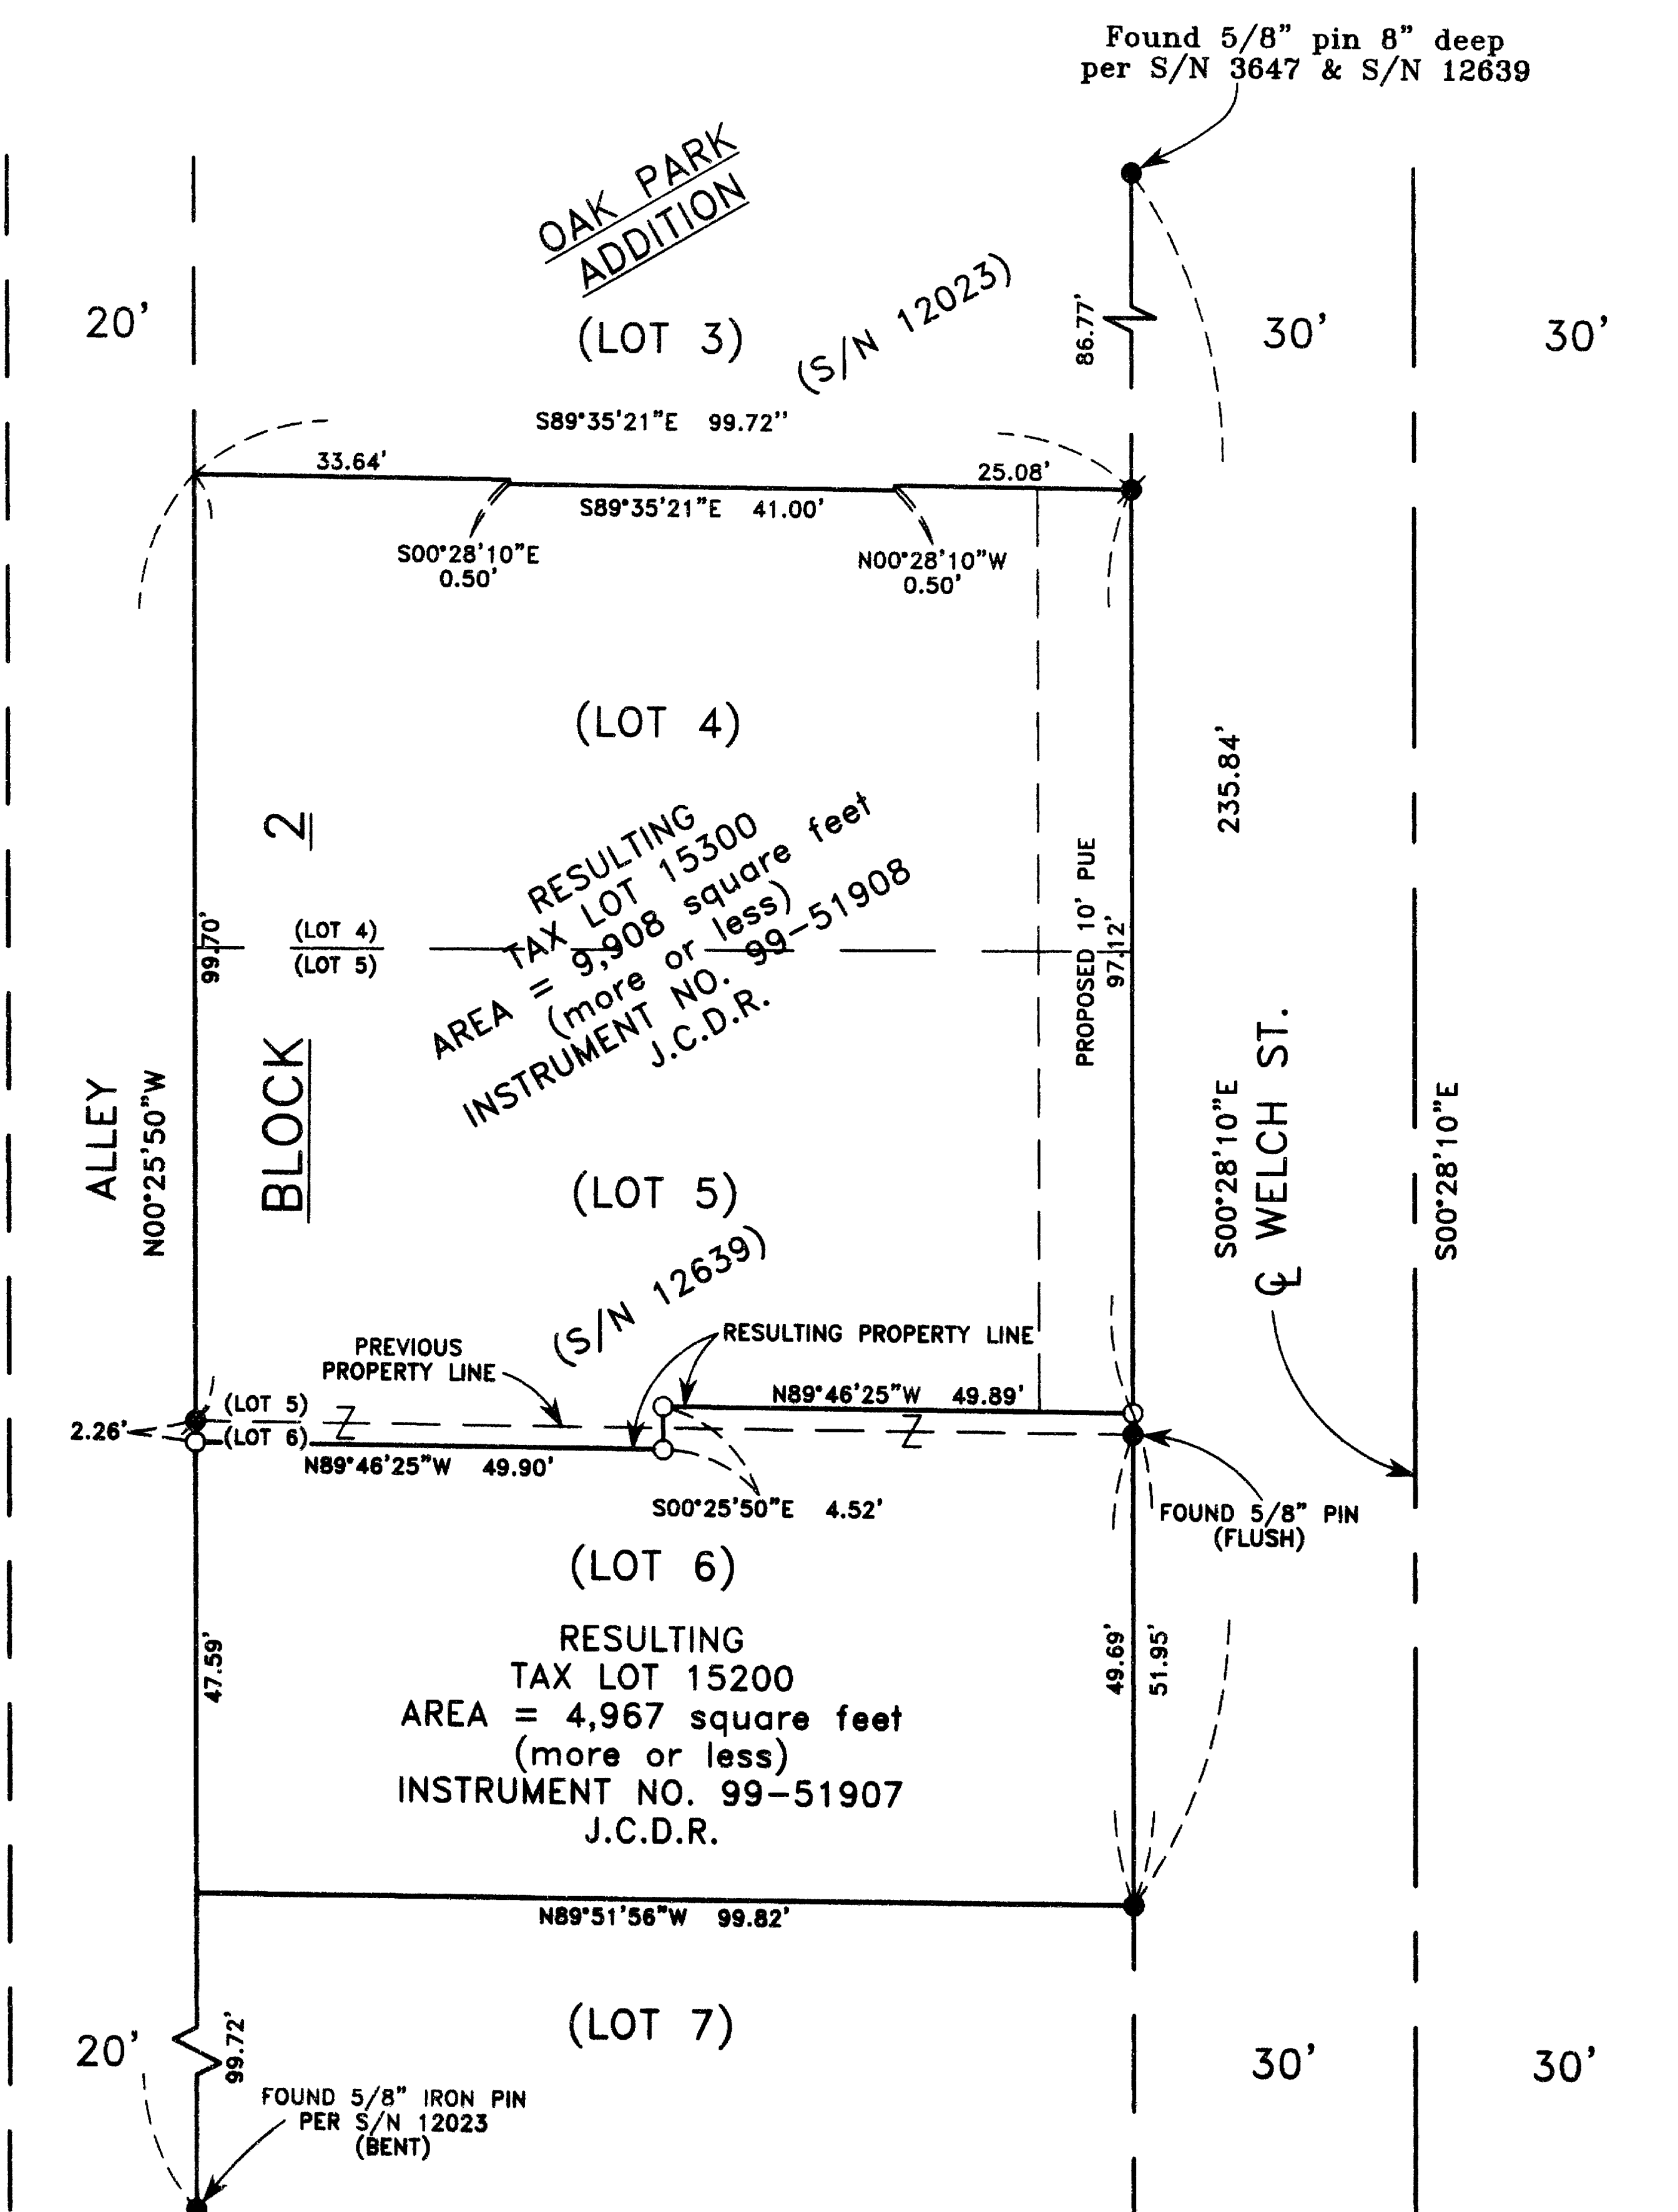 Found 5/8" pin 8" deep
per S/N 3647 & S/N 12639
OAK PARK
ADDITION
20'
(LOT 3)
(S/N 12023)
86.77'
30'
30'
S89°35'21"E 99.72"
33.64'
25.08'
S89°35'21"E 41.00'
S00°28'10"E
0.50'
N00°28'10"W
0.50'
(LOT 4)
235.84'
BLOCK 2
RESULTING
TAX LOT 15300
AREA = 9,908 square feet
(more or less)
INSTRUMENT NO. 99-51908
J.C.D.R.
99.70'
(LOT 4)
(LOT 5)
PROPOSED 10' PUE
97.12'
ALLEY
N00°25'50"W
S00°28'10"E
℄ WELCH ST.
S00°28'10"E
(LOT 5)
(S/N 12639)
PREVIOUS
PROPERTY LINE
RESULTING PROPERTY LINE
N89°46'25"W 49.89'
2.26'
(LOT 5)
(LOT 6)
Z
Z
N89°46'25"W 49.90'
S00°25'50"E 4.52'
FOUND 5/8" PIN
(FLUSH)
(LOT 6)
RESULTING
TAX LOT 15200
AREA = 4,967 square feet
(more or less)
INSTRUMENT NO. 99-51907
J.C.D.R.
47.59'
49.69'
51.95'
N89°51'56"W 99.82'
(LOT 7)
20'
99.72'
30'
30'
FOUND 5/8" IRON PIN
PER S/N 12023
(BENT)